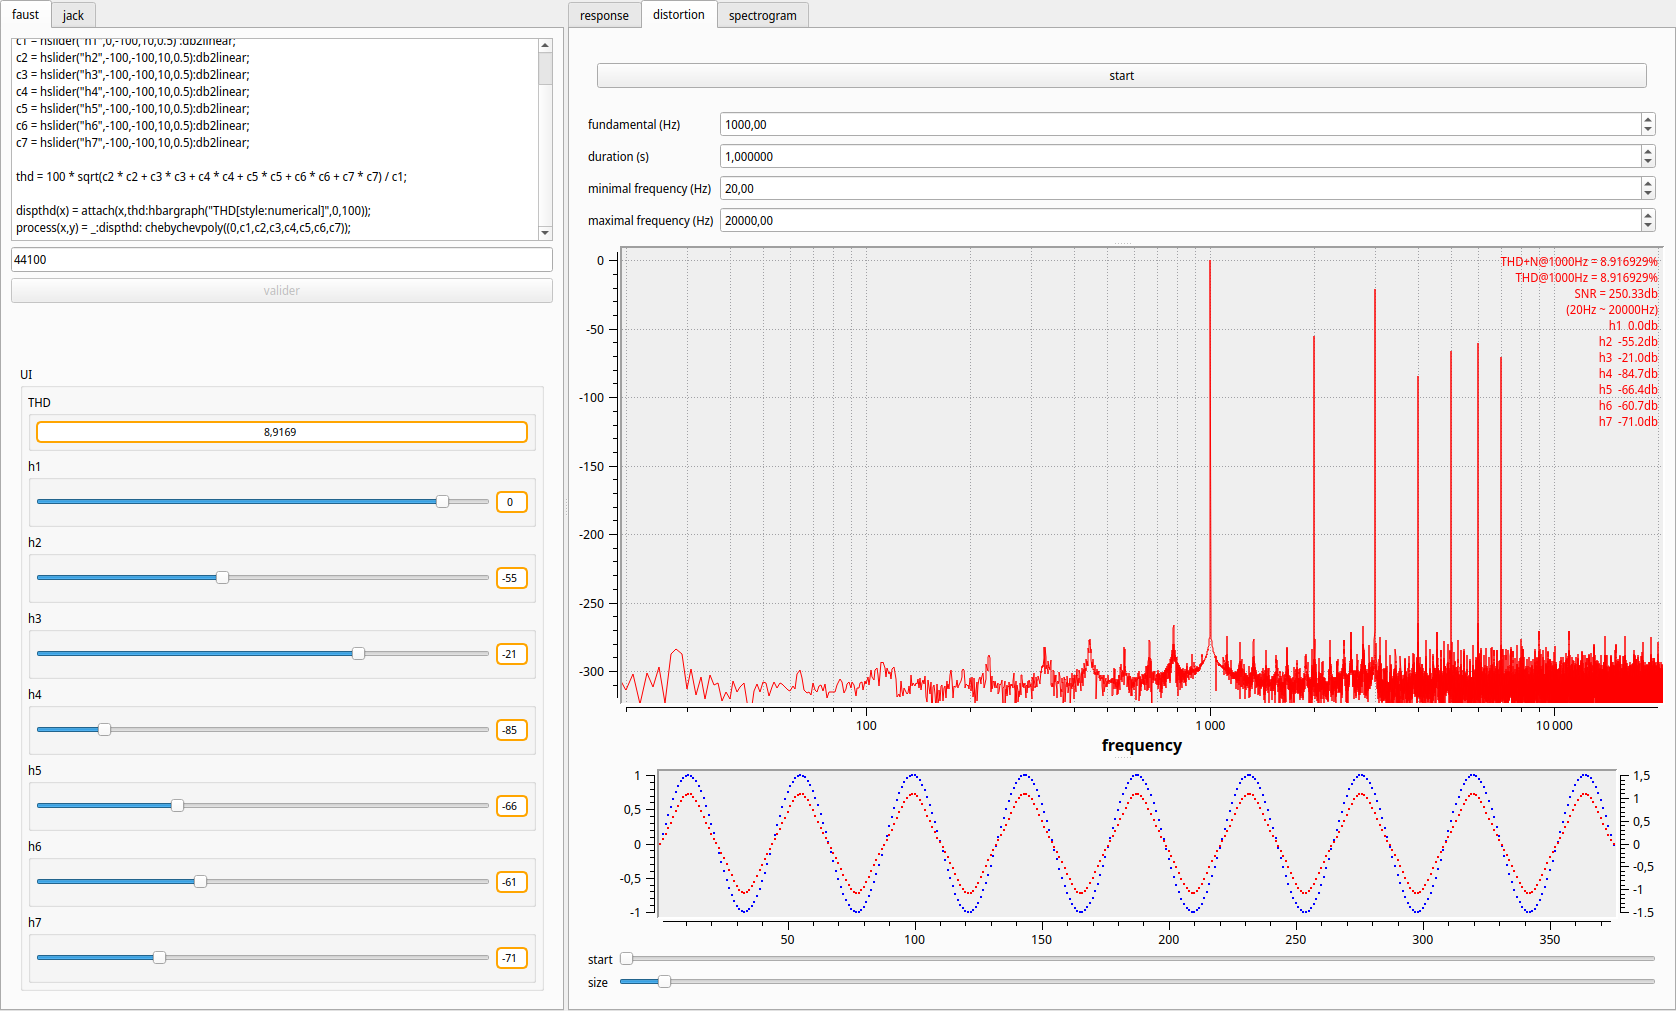 faust jack
c1 = hslider("h1",0,-100,10,0.5) :db2linear;
c2 = hslider("h2",-100,-100,10,0.5):db2linear;
c3 = hslider("h3",-100,-100,10,0.5):db2linear;
c4 = hslider("h4",-100,-100,10,0.5):db2linear;
c5 = hslider("h5",-100,-100,10,0.5):db2linear;
c6 = hslider("h6",-100,-100,10,0.5):db2linear;
c7 = hslider("h7",-100,-100,10,0.5):db2linear;
thd = 100 * sqrt(c2 * c2 + c3 * c3 + c4 * c4 + c5 * c5 + c6 * c6 + c7 * c7) / c1;
dispthd(x) = attach(x,thd:hbargraph("THD[style:numerical]",0,100));
process(x,y) = _:dispthd: chebychevpoly((0,c1,c2,c3,c4,c5,c6,c7));
44100
valider
UI
THD
8,9169
h1
0
h2
-55
h3
-21
h4
-85
h5
-66
h6
-61
h7
-71
response distortion spectrogram
start
fundamental (Hz) 1000,00
duration (s) 1,000000
minimal frequency (Hz) 20,00
maximal frequency (Hz) 20000,00
THD+N@1000Hz = 8.916929%
THD@1000Hz = 8.916929%
SNR = 250.33db
(20Hz ~ 20000Hz)
h1 0.0db
h2 -55.2db
h3 -21.0db
h4 -84.7db
h5 -66.4db
h6 -60.7db
h7 -71.0db
0
-50
-100
-150
-200
-250
-300
100 1 000 10 000
frequency
1
0,5
0
-0,5
-1
1,5
1
0,5
0
-0,5
-1
-1.5
50 100 150 200 250 300 350
start
size